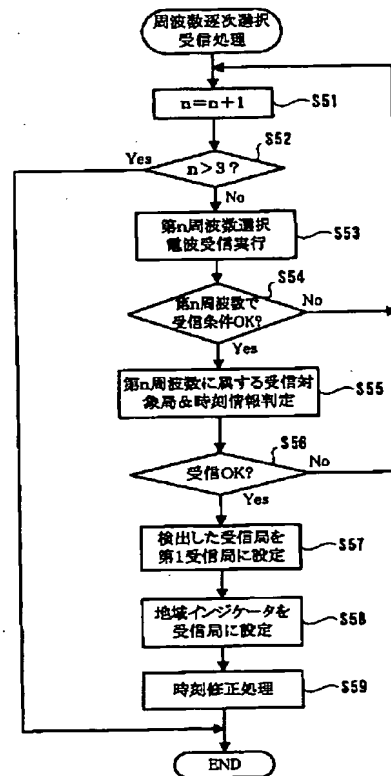 周波数逐次選択
受信処理
n=n+1
S51
S52
Yes
n>3?
No
第n周波数選択
電波受信実行
S53
S54
第n周波数で
受信条件OK?
No
Yes
第n周波数に属する受信対
象局&時刻情報判定
S55
S56
受信OK?
No
Yes
検出した受信局を
第1受信局に設定
S57
地域インジケータを
受信局に設定
S58
時刻修正処理
S59
END